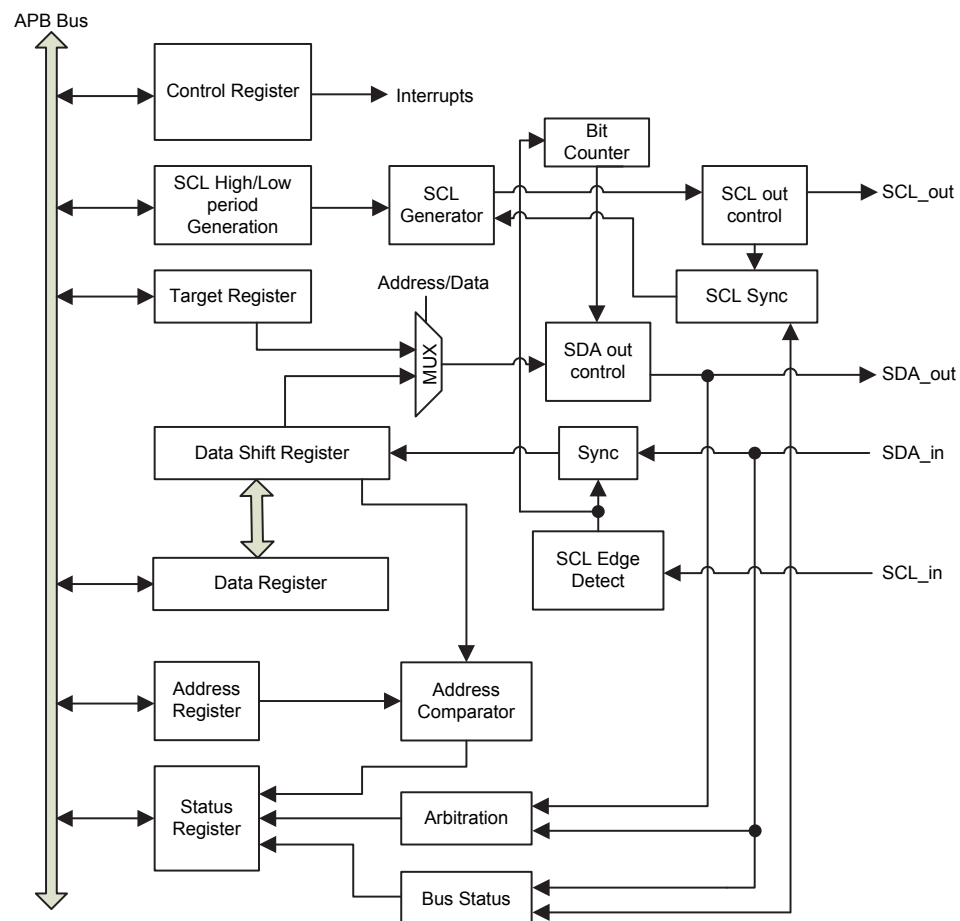 APB Bus
Control Register
Interrupts
Bit
Counter
SCL High/Low
period
Generation
SCL
Generator
SCL out
control
SCL_out
Target Register
Address/Data
SCL Sync
MUX
SDA out
control
SDA_out
Data Shift Register
Sync
SDA_in
SCL Edge
Detect
SCL_in
Data Register
Address
Register
Address
Comparator
Status
Register
Arbitration
Bus Status